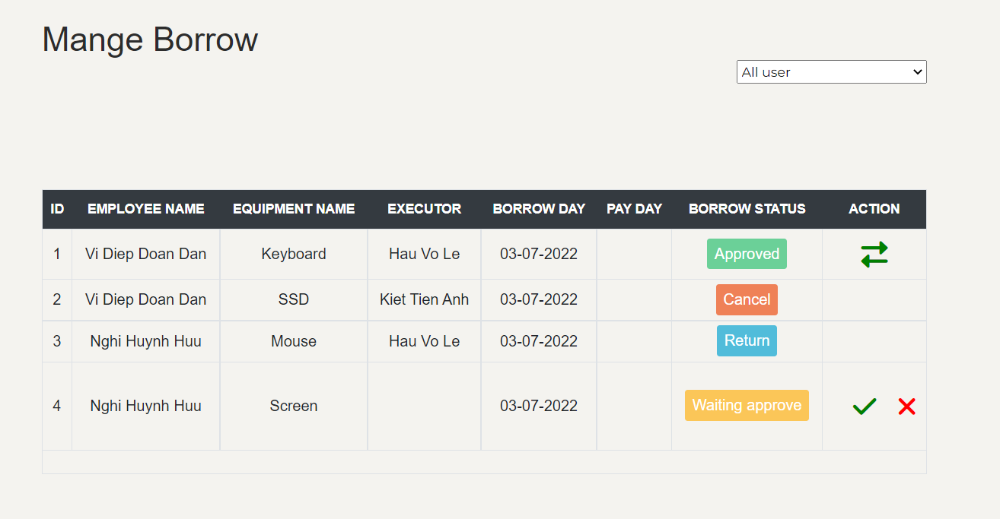 Mange Borrow
All user
ID EMPLOYEE NAME EQUIPMENT NAME EXECUTOR BORROW DAY PAY DAY BORROW STATUS ACTION
1 Vi Diep Doan Dan Keyboard Hau Vo Le 03-07-2022 Approved
2 Vi Diep Doan Dan SSD Kiet Tien Anh 03-07-2022 Cancel
3 Nghi Huynh Huu Mouse Hau Vo Le 03-07-2022 Return
4 Nghi Huynh Huu Screen 03-07-2022 Waiting approve